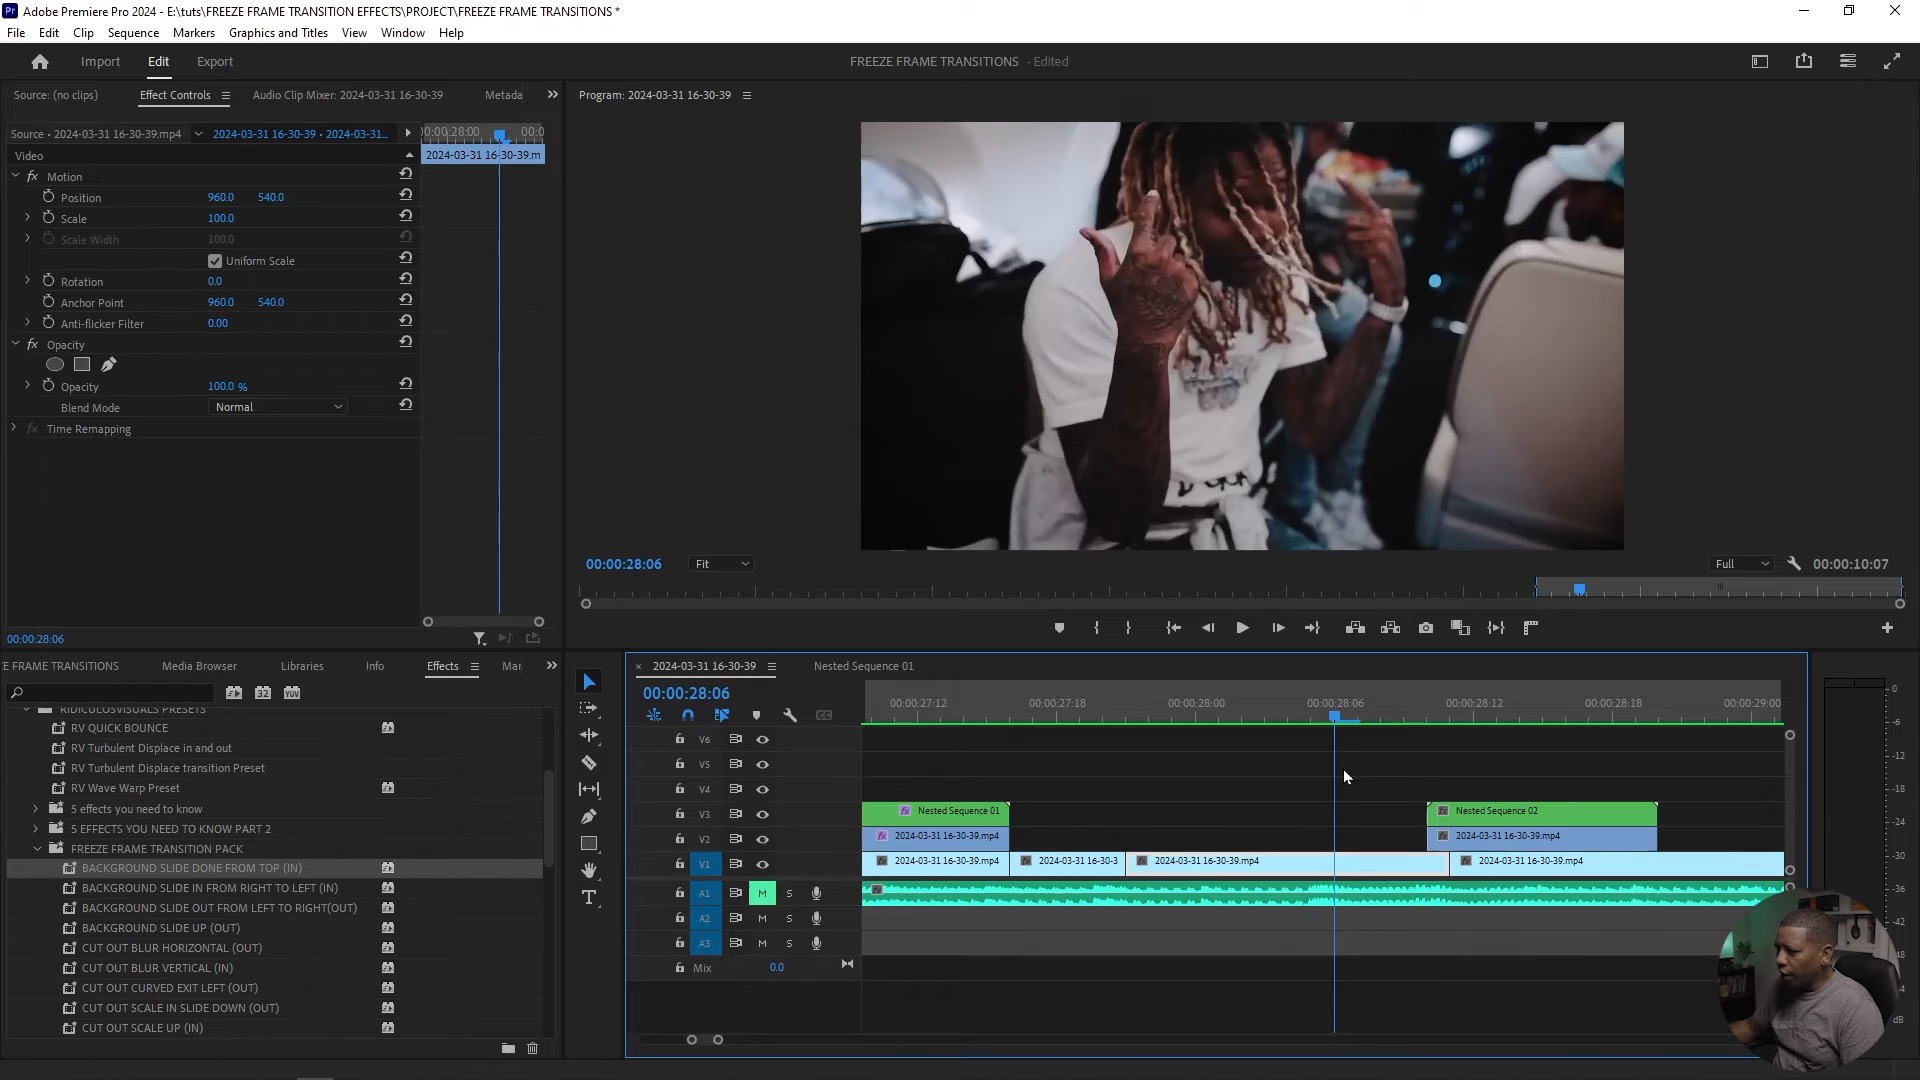 Adobe Premiere Pro 2024 - E:\tuts\FREEZE FRAME TRANSITION EFFECTS\PROJECT\FREEZE FRAME TRANSITIONS *
File Edit Clip Sequence Markers Graphics and Titles View Window Help
Import Edit Export
FREEZE FRAME TRANSITIONS - Edited
Source: (no clips) Effect Controls Audio Clip Mixer: 2024-03-31 16-30-39 Metada
Program: 2024-03-31 16-30-39
Source • 2024-03-31 16-30-39.mp4 2024-03-31 16-30-39 • 2024-03-31...
00:00:28:00 00:0
Video
2024-03-31 16-30-39.m
fx Motion
Position 960.0 540.0
Scale 100.0
Scale Width 100.0
Uniform Scale
Rotation 0.0
Anchor Point 960.0 540.0
Anti-flicker Filter 0.00
fx Opacity
Opacity 100.0 %
Blend Mode Normal
fx Time Remapping
00:00:28:06
00:00:28:06 Fit Full 00:00:10:07
E FRAME TRANSITIONS Media Browser Libraries Info Effects Mar
32 YUV
RIDICULOSVISUALS PRESETS
RV QUICK BOUNCE
RV Turbulent Displace in and out
RV Turbulent Displace transition Preset
RV Wave Warp Preset
5 effects you need to know
5 EFFECTS YOU NEED TO KNOW PART 2
FREEZE FRAME TRANSITION PACK
BACKGROUND SLIDE DONE FROM TOP (IN)
BACKGROUND SLIDE IN FROM RIGHT TO LEFT (IN)
BACKGROUND SLIDE OUT FROM LEFT TO RIGHT(OUT)
BACKGROUND SLIDE UP (OUT)
CUT OUT BLUR HORIZONTAL (OUT)
CUT OUT BLUR VERTICAL (IN)
CUT OUT CURVED EXIT LEFT (OUT)
CUT OUT SCALE IN SLIDE DOWN (OUT)
CUT OUT SCALE UP (IN)
2024-03-31 16-30-39 Nested Sequence 01
00:00:28:06
00:00:27:12 00:00:27:18 00:00:28:00 00:00:28:06 00:00:28:12 00:00:28:18 00:00:29:00
V6
V5
V4
V3 fx Nested Sequence 01 fx Nested Sequence 02
V2 fx 2024-03-31 16-30-39.mp4 fx 2024-03-31 16-30-39.mp4
V1 fx 2024-03-31 16-30-39.mp4 fx 2024-03-31 16-30-3 fx 2024-03-31 16-30-39.mp4 fx 2024-03-31 16-30-39.mp4
A1 M S fx
A2 M S
A3 M S
Mix 0.0
0
-6
-12
-18
-24
-30
-36
dB